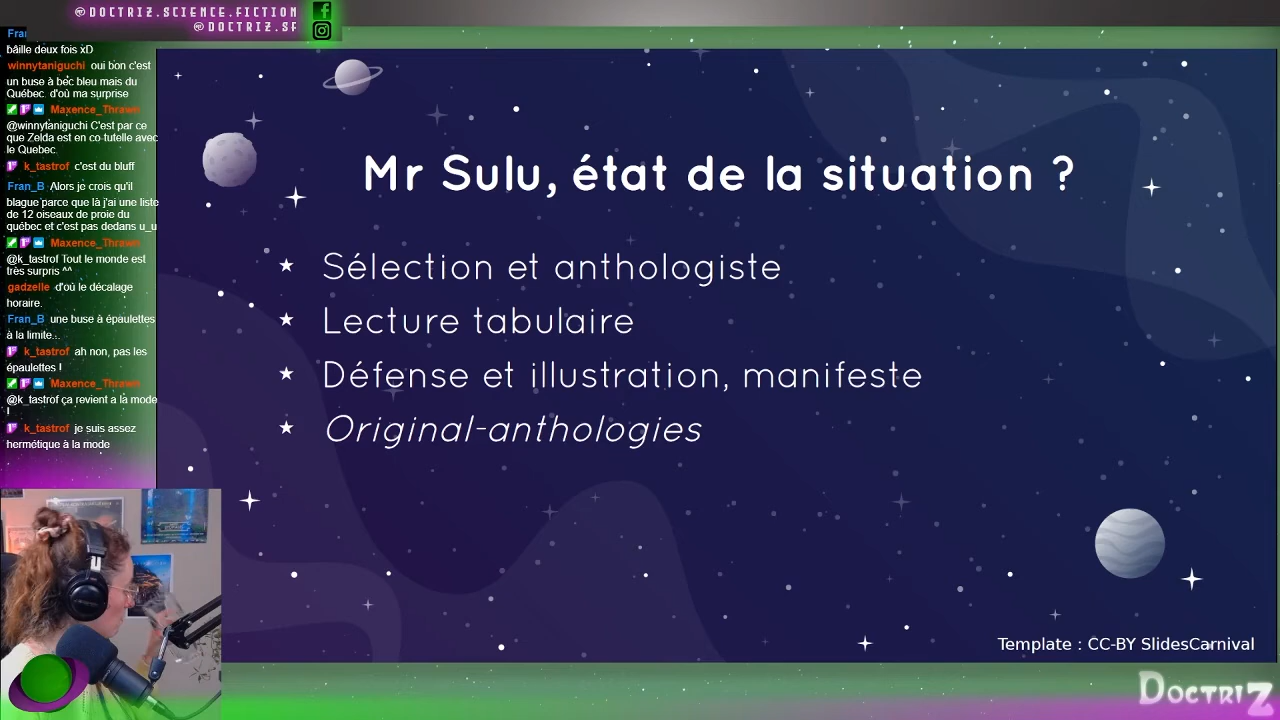 @DOCTRIZ.SCIENCE.FICTION
@DOCTRIZ.SF
bâille deux fois xD
winnytaniguchi oui bon c'est
un buse à bec bleu mais du
Québec. d'où ma surprise
Maxence_Thrawn
@winnytaniguchi C'est par ce
que Zelda est en co-tutelle avec
le Quebec.
k_tastrof c'est du bluff
Fran_B Alors je crois qu'il
blague parce que là j'ai une liste
de 12 oiseaux de proie du
québec et c'est pas dedans u_u
Maxence_Thrawn
@k_tastrof Tout le monde est
très surpris ^^
gadzelle d'où le décalage
horaire.
Fran_B une buse à épaulettes
à la limite...
k_tastrof ah non, pas les
épaulettes !
Maxence_Thrawn
@k_tastrof ça revient a la mode
!
k_tastrof je suis assez
hermétique à la mode
Mr Sulu, état de la situation ?
Sélection et anthologiste
Lecture tabulaire
Défense et illustration, manifeste
Original-anthologies
Template : CC-BY SlidesCarnival
DOCTRIZ